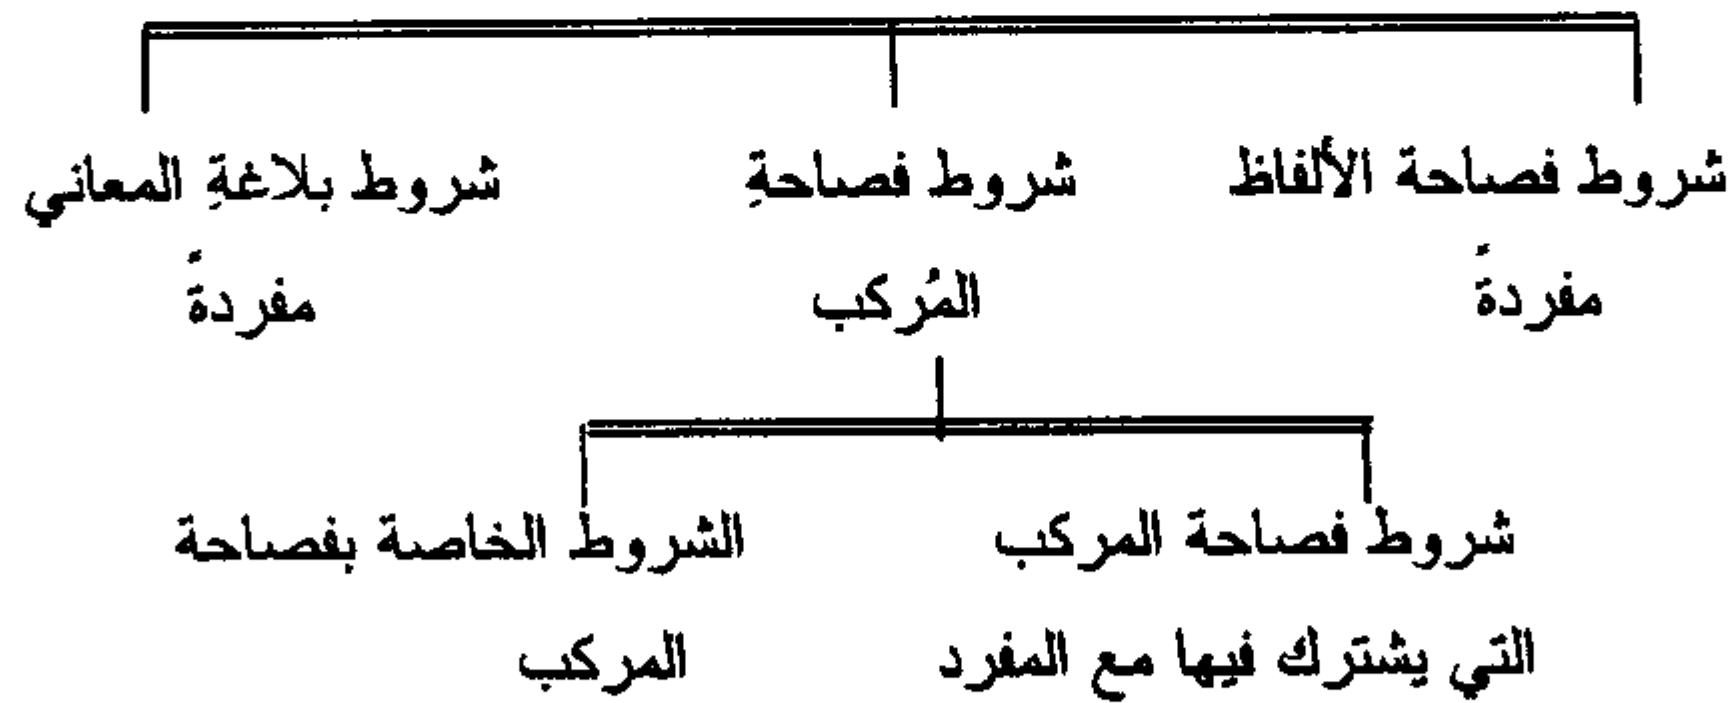 شروط فصاحة الألفاظ
مفردةً
شروط فصاحةِ
المُركب
شروط بلاغةِ المعاني
مفردةً
شروط فصاحة المركب
التي يشترك فيها مع المفرد
الشروط الخاصة بفصاحة
المركب